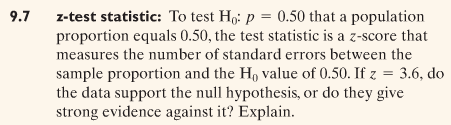 9.7 z-test statistic: To test H₀: p = 0.50 that a population
proportion equals 0.50, the test statistic is a z-score that
measures the number of standard errors between the
sample proportion and the H₀ value of 0.50. If z = 3.6, do
the data support the null hypothesis, or do they give
strong evidence against it? Explain.